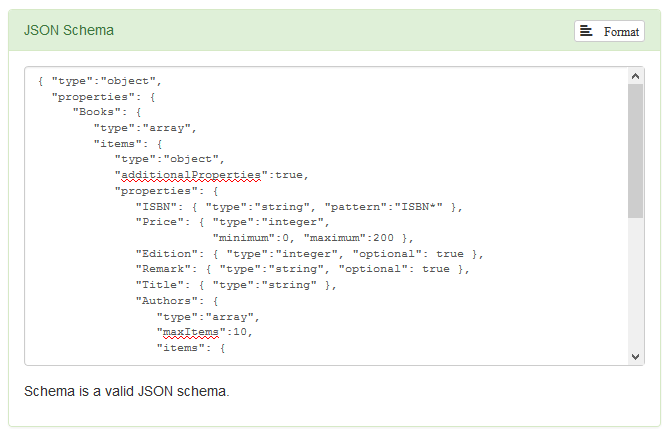 JSON Schema
Format
{ "type":"object",
"properties": {
"Books": {
"type":"array",
"items": {
"type":"object",
"additionalProperties":true,
"properties": {
"ISBN": { "type":"string", "pattern":"ISBN*" },
"Price": { "type":"integer",
"minimum":0, "maximum":200 },
"Edition": { "type":"integer", "optional": true },
"Remark": { "type":"string", "optional": true },
"Title": { "type":"string" },
"Authors": {
"type":"array",
"maxItems":10,
"items": {
Schema is a valid JSON schema.